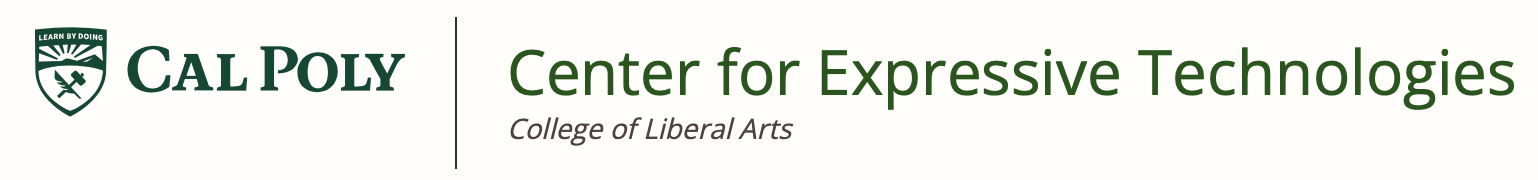 LEARN BY DOING
CAL POLY
Center for Expressive Technologies
College of Liberal Arts